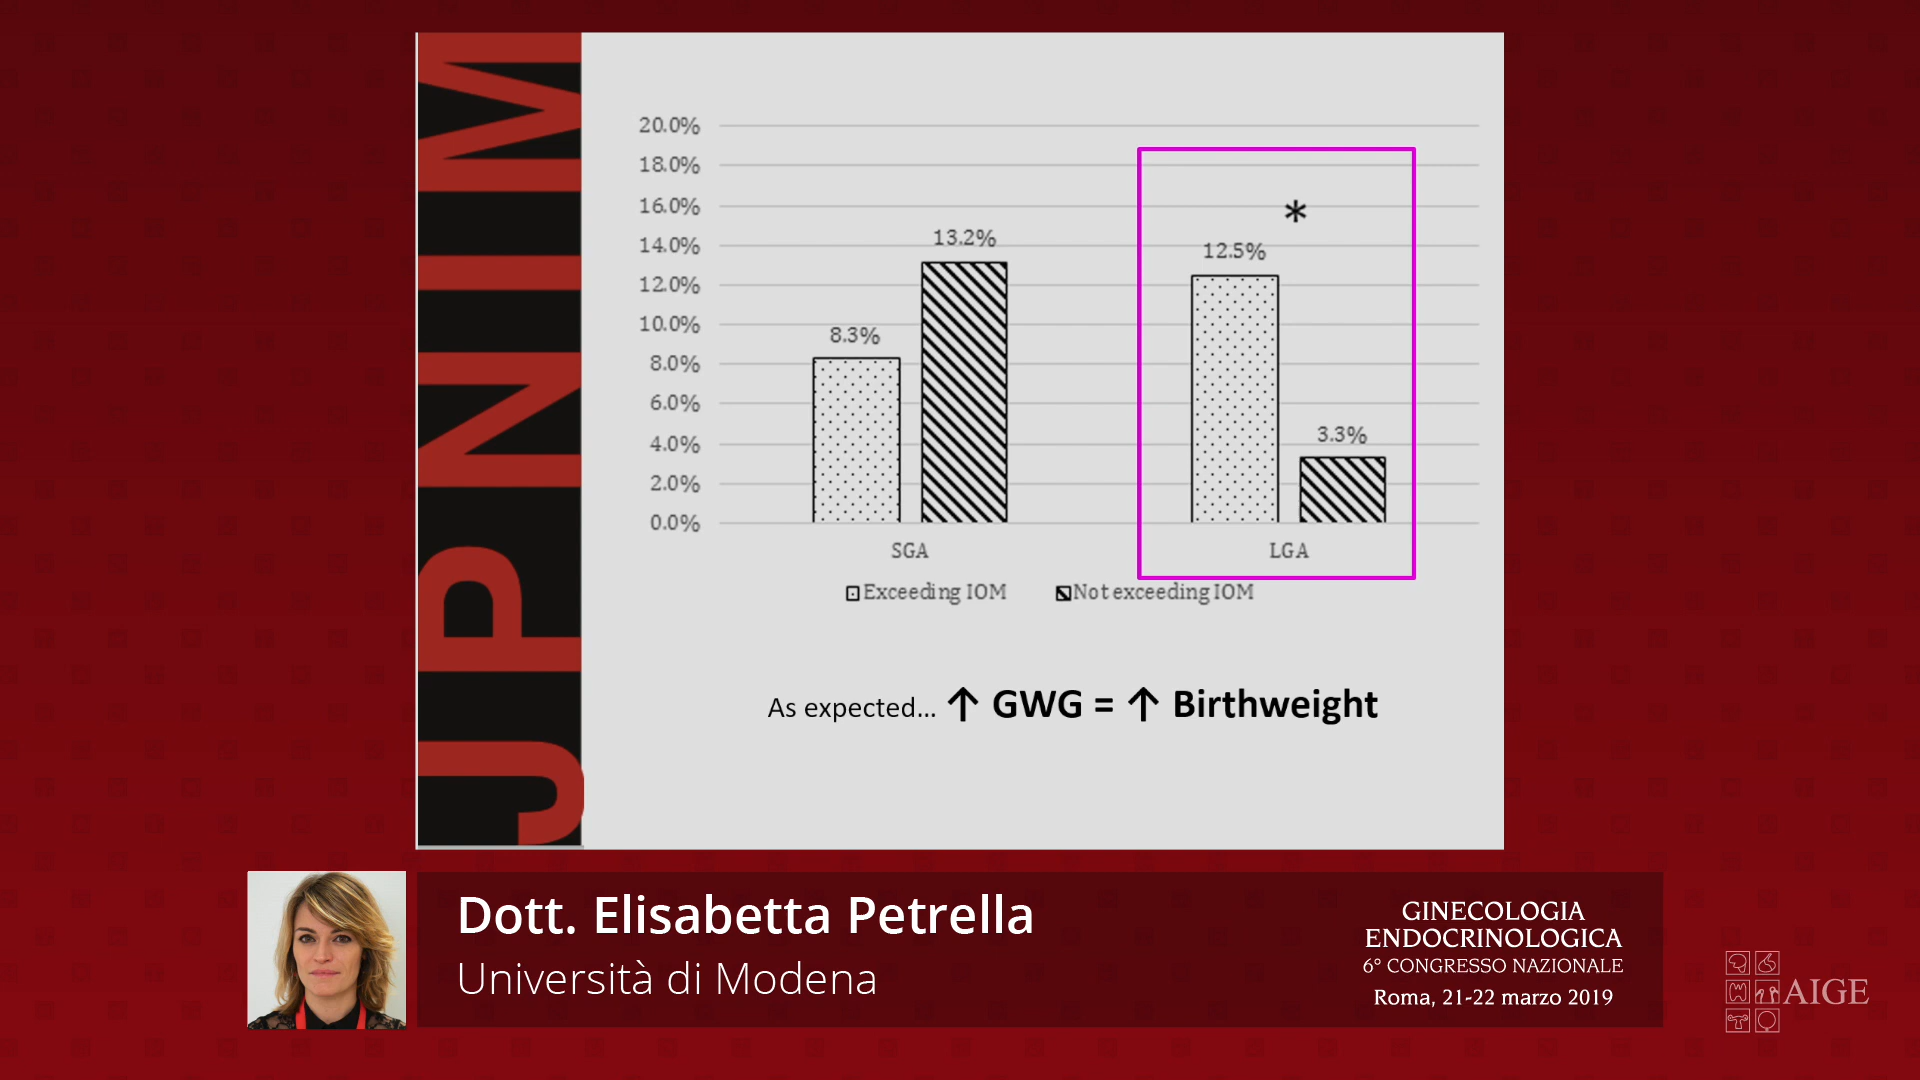 JPNIM
20.0%
18.0%
16.0%
14.0%
12.0%
10.0%
8.0%
6.0%
4.0%
2.0%
0.0%
8.3%
13.2%
*
12.5%
3.3%
SGA
LGA
Exceeding IOM
Not exceeding IOM
As expected... ↑ GWG = ↑ Birthweight
Dott. Elisabetta Petrella
Università di Modena
GINECOLOGIA
ENDOCRINOLOGICA
6° CONGRESSO NAZIONALE
Roma, 21-22 marzo 2019
AIGE